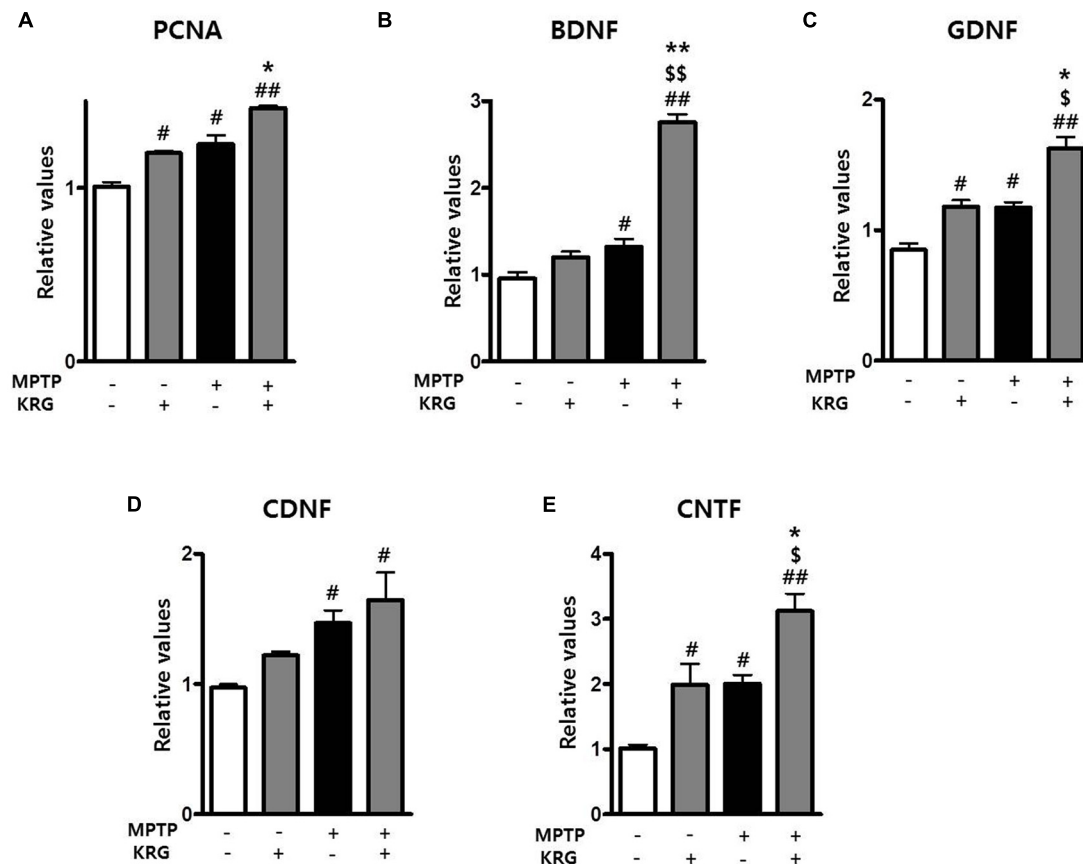 A
PCNA
*
##
#
#
1
0
Relative values
MPTP - - + +
KRG - + - +
B
BDNF
**
$$
##
#
3
2
1
0
Relative values
MPTP - - + +
KRG - + - +
C
GDNF
*
$
##
#
#
2
1
0
Relative values
MPTP - - + +
KRG - + - +
D
CDNF
#
#
2
1
0
Relative values
MPTP - - + +
KRG - + - +
E
CNTF
*
$
##
#
#
4
3
2
1
0
Relative values
MPTP - - + +
KRG - + - +